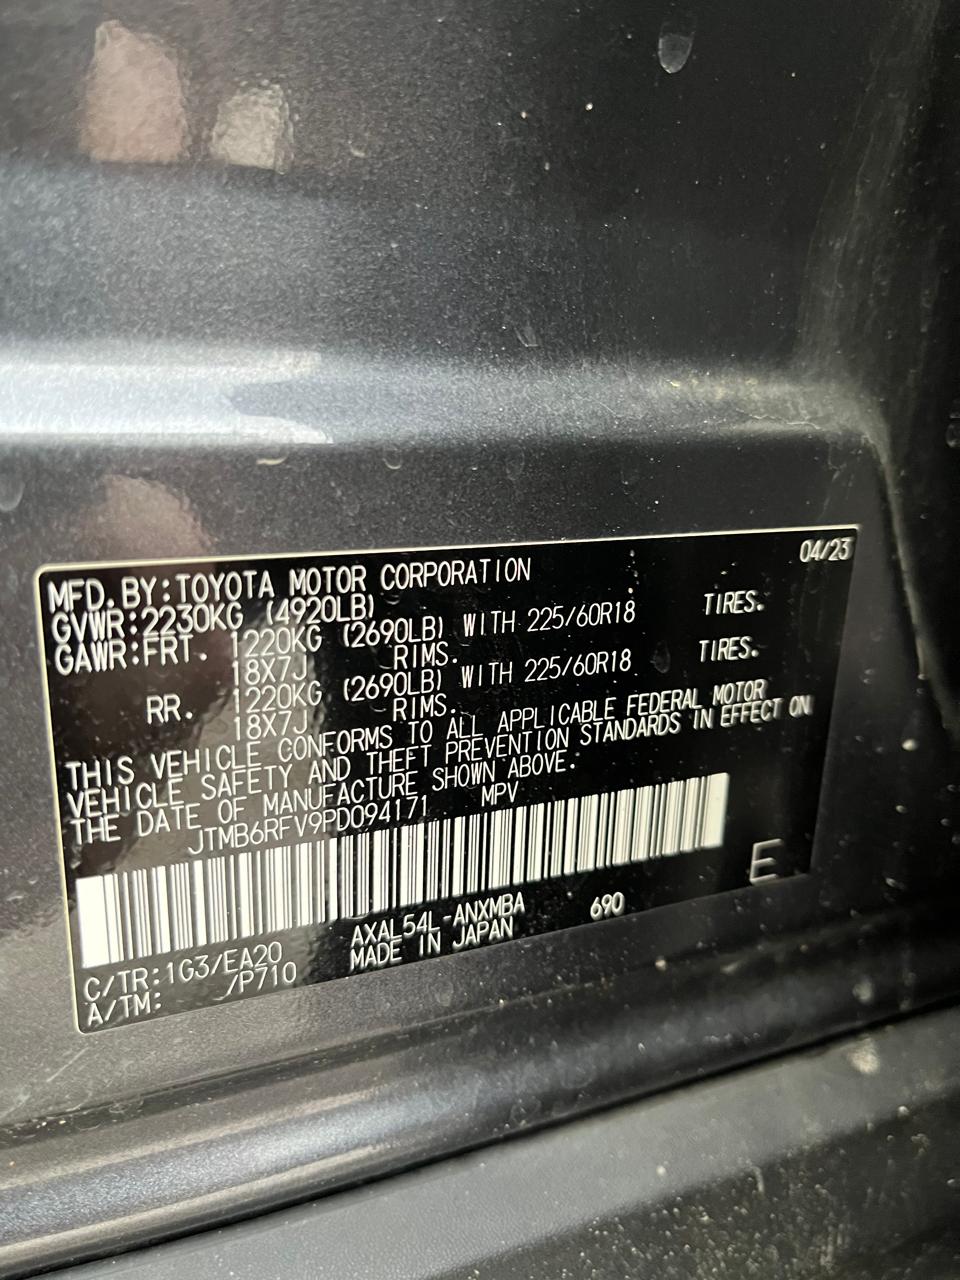 04/23
MFD.BY:TOYOTA MOTOR CORPORATION
GVWR:2230KG (4920LB)
GAWR:FRT. 1220KG (2690LB) WITH 225/60R18 TIRES.
18X7J RIMS.
RR. 1220KG (2690LB) WITH 225/60R18 TIRES.
18X7J RIMS.
THIS VEHICLE CONFORMS TO ALL APPLICABLE FEDERAL MOTOR
VEHICLE SAFETY AND THEFT PREVENTION STANDARDS IN EFFECT ON
THE DATE OF MANUFACTURE SHOWN ABOVE.
JTMB6RFV9PD094171 MPV
E
C/TR:1G3/EA20 AXAL54L-ANXMBA 690
A/TM: /P710 MADE IN JAPAN